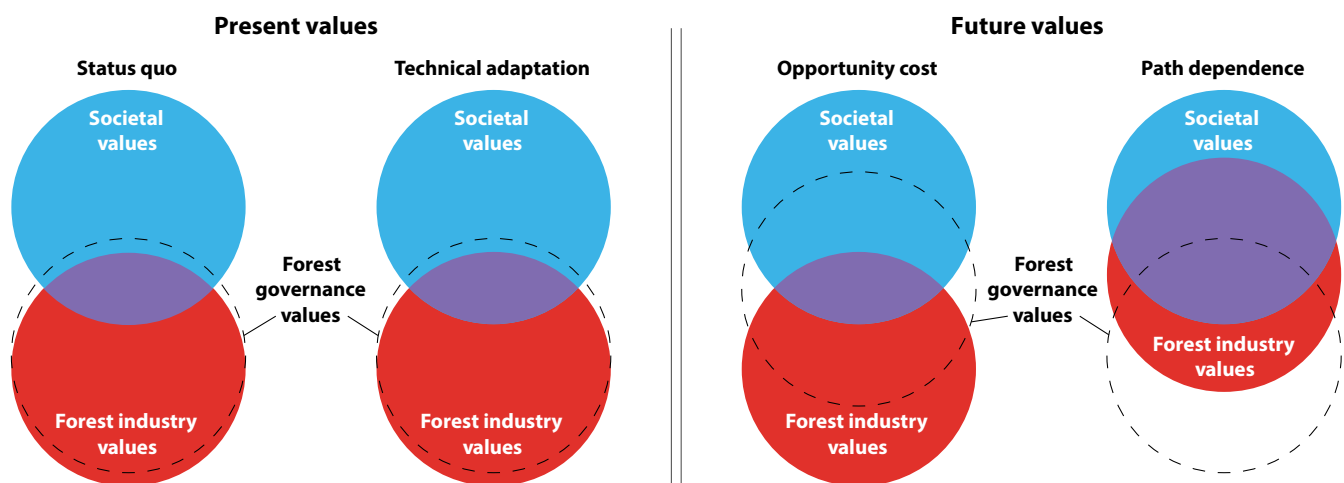 Present values
Future values
Status quo
Technical adaptation
Opportunity cost
Path dependence
Societal
values
Societal
values
Societal
values
Societal
values
Forest
governance
values
Forest
governance
values
Forest industry
values
Forest industry
values
Forest industry
values
Forest industry
values